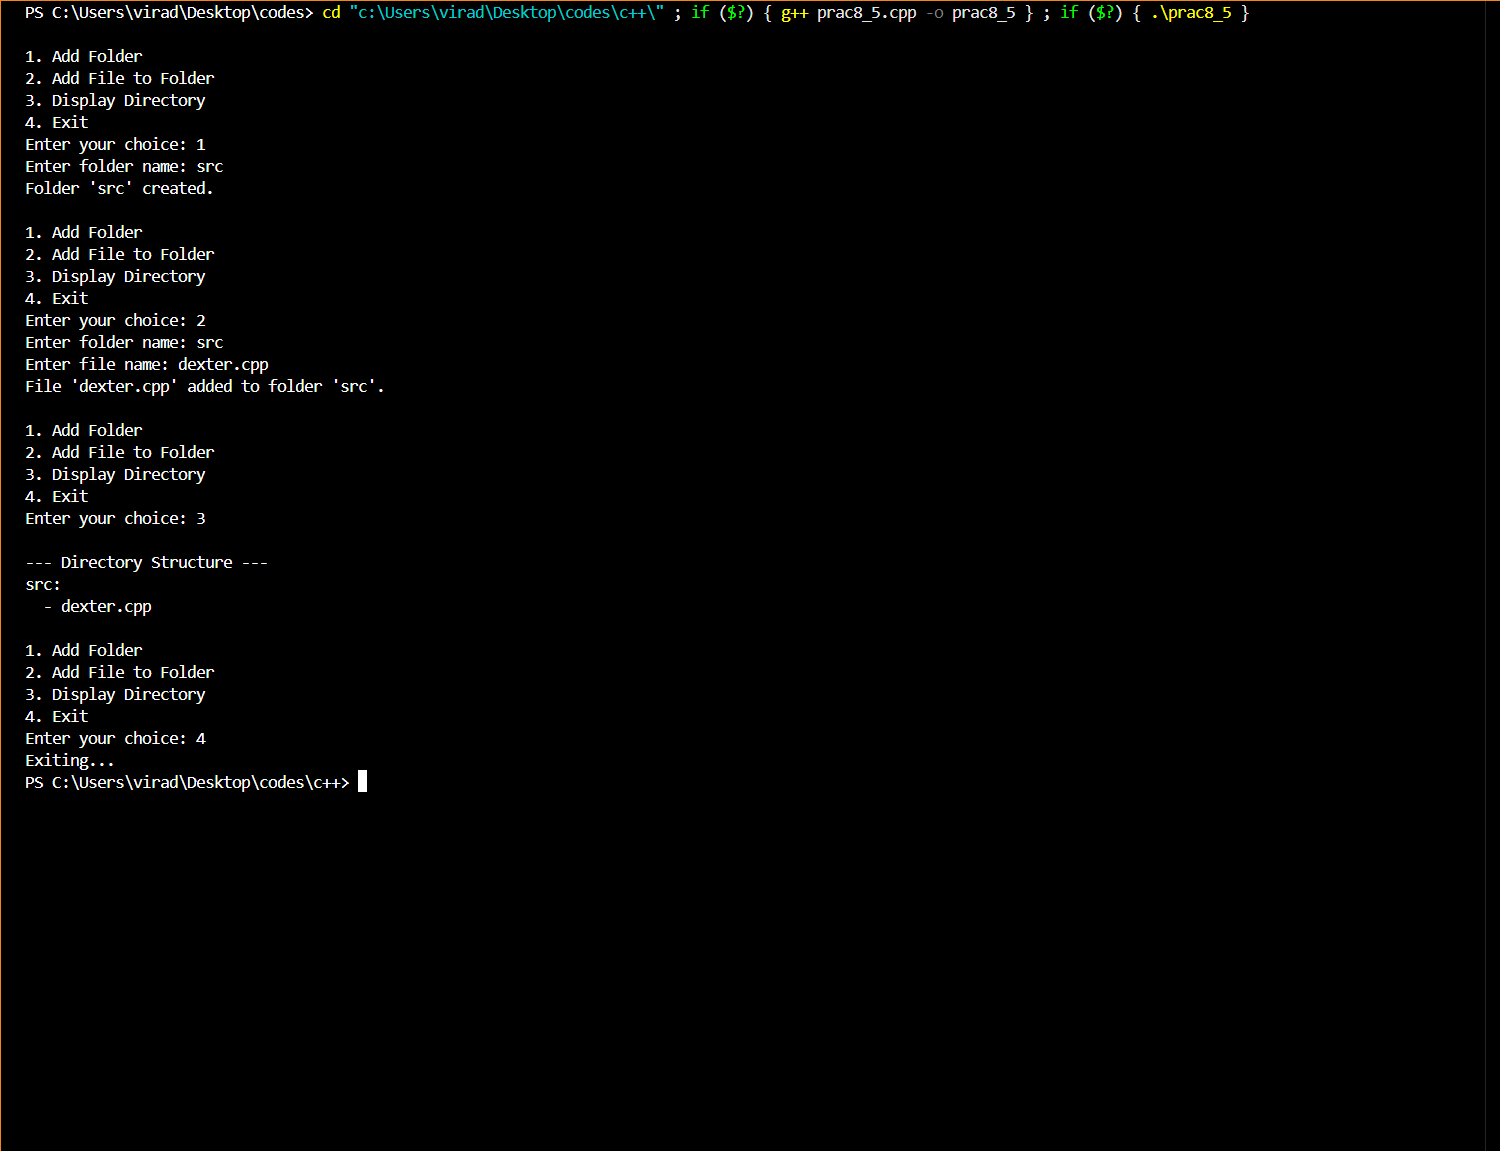 PS C:\Users\virad\Desktop\codes> cd "c:\Users\virad\Desktop\codes\c++\" ; if ($?) { g++ prac8_5.cpp -o prac8_5 } ; if ($?) { .\prac8_5 }
1. Add Folder
2. Add File to Folder
3. Display Directory
4. Exit
Enter your choice: 1
Enter folder name: src
Folder 'src' created.
1. Add Folder
2. Add File to Folder
3. Display Directory
4. Exit
Enter your choice: 2
Enter folder name: src
Enter file name: dexter.cpp
File 'dexter.cpp' added to folder 'src'.
1. Add Folder
2. Add File to Folder
3. Display Directory
4. Exit
Enter your choice: 3
--- Directory Structure ---
src:
  - dexter.cpp
1. Add Folder
2. Add File to Folder
3. Display Directory
4. Exit
Enter your choice: 4
Exiting...
PS C:\Users\virad\Desktop\codes\c++>